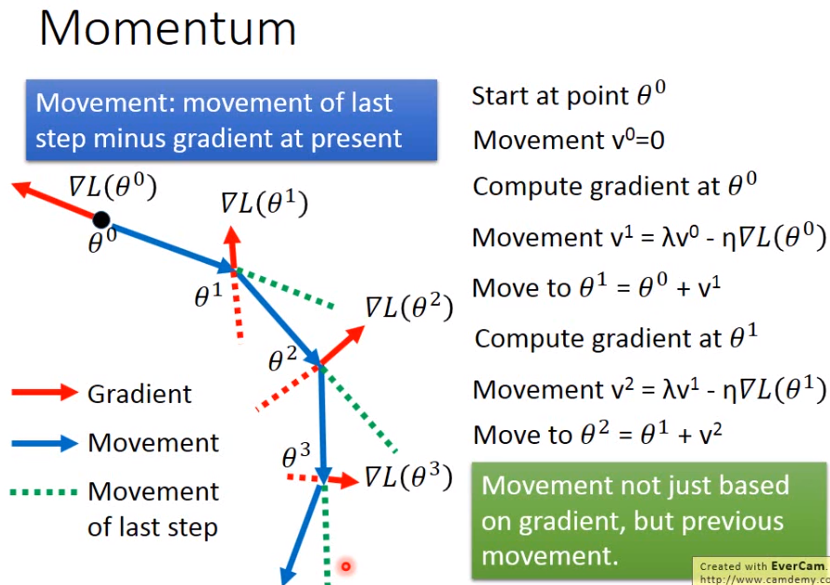 Momentum
Movement: movement of last
step minus gradient at present
∇L(θ⁰)
θ⁰
∇L(θ¹)
θ¹
∇L(θ²)
θ²
θ³
∇L(θ³)
Gradient
Movement
Movement
of last step
Start at point θ⁰
Movement v⁰=0
Compute gradient at θ⁰
Movement v¹ = λv⁰ - η∇L(θ⁰)
Move to θ¹ = θ⁰ + v¹
Compute gradient at θ¹
Movement v² = λv¹ - η∇L(θ¹)
Move to θ² = θ¹ + v²
Movement not just based
on gradient, but previous
movement.
Created with EverCam.
http://www.camdemy.co